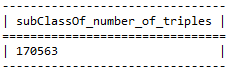 ---------------------------------
| subClassOf_number_of_triples |
=================================
| 170563 |
---------------------------------